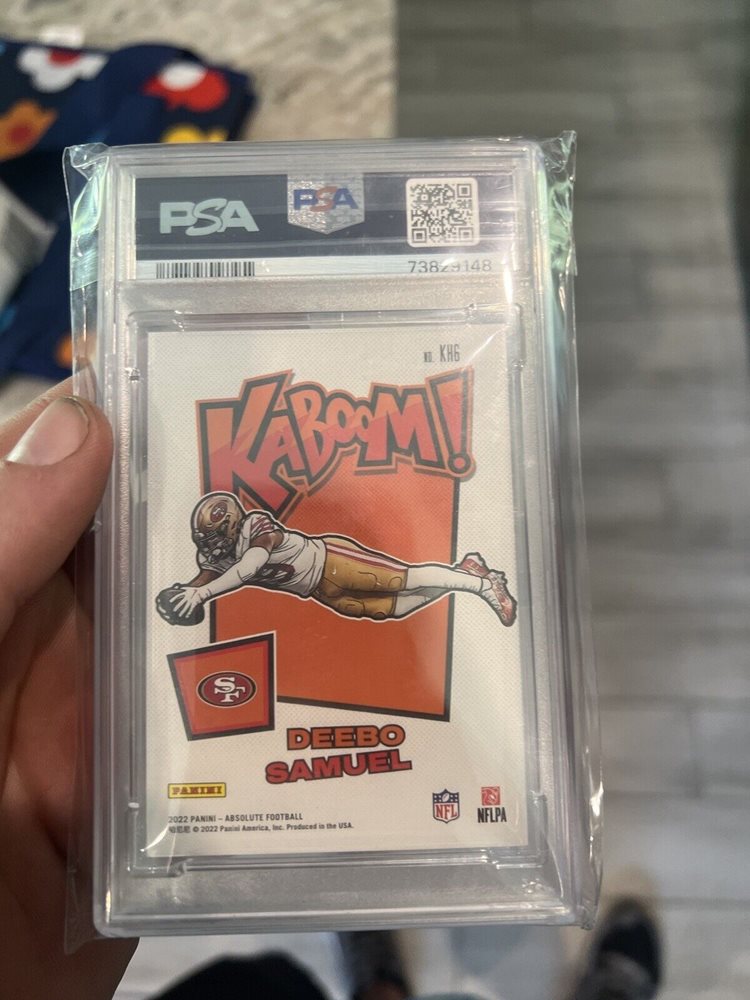 PSA
PSA
73829148
NO. KH6
KABOOM!
SF
DEEBO
SAMUEL
PANINI
NFL
NFLPA
2022 PANINI – ABSOLUTE FOOTBALL
© 2022 Panini America, Inc. Produced in the USA.